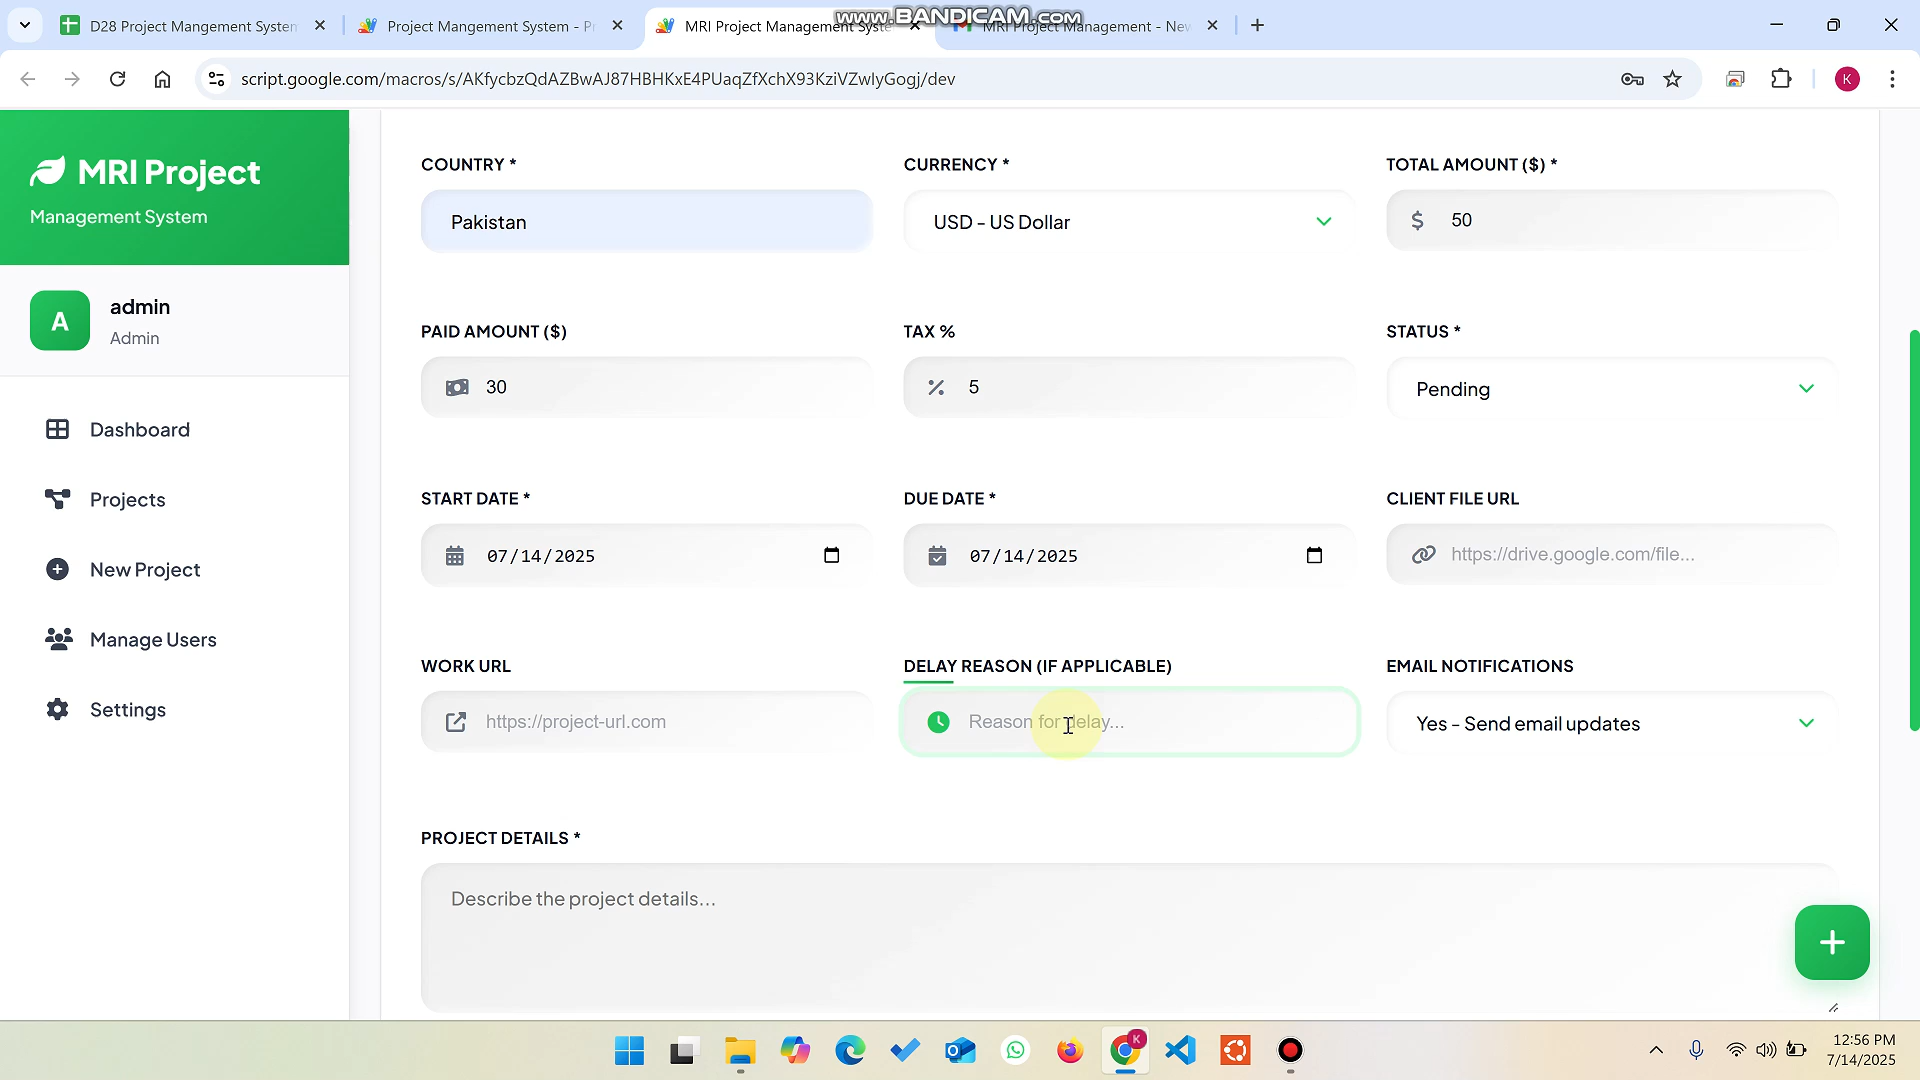 www.BANDICAM.com
D28 Project Mangement System
Project Mangement System - Pr
MRI Project Management Syste
MRI Project Management - New
script.google.com/macros/s/AKfycbzQdAZBwAJ87HBHKxE4PUaqZfXchX93KziVZwIyGogj/dev
K
MRI Project
Management System
A
admin
Admin
Dashboard
Projects
New Project
Manage Users
Settings
COUNTRY *
CURRENCY *
TOTAL AMOUNT ($) *
Pakistan
USD - US Dollar
$ 50
PAID AMOUNT ($)
TAX %
STATUS *
30
% 5
Pending
START DATE *
DUE DATE *
CLIENT FILE URL
07/14/2025
07/14/2025
https://drive.google.com/file...
WORK URL
DELAY REASON (IF APPLICABLE)
EMAIL NOTIFICATIONS
https://project-url.com
Reason for delay...
Yes - Send email updates
PROJECT DETAILS *
Describe the project details...
K
12:56 PM
7/14/2025